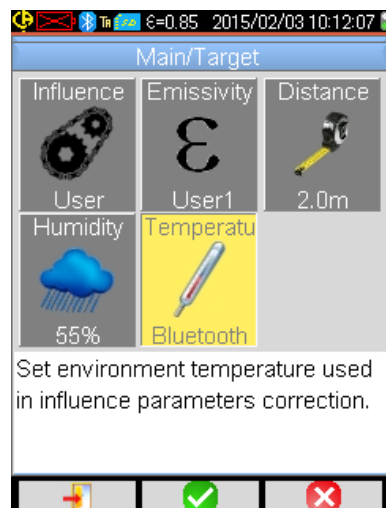 ε=0.85 2015/02/03 10:12:07
Main/Target
Influence Emissivity Distance
ε
User User1 2.0m
Humidity Temperatu
55% Bluetooth
Set environment temperature used
in influence parameters correction.